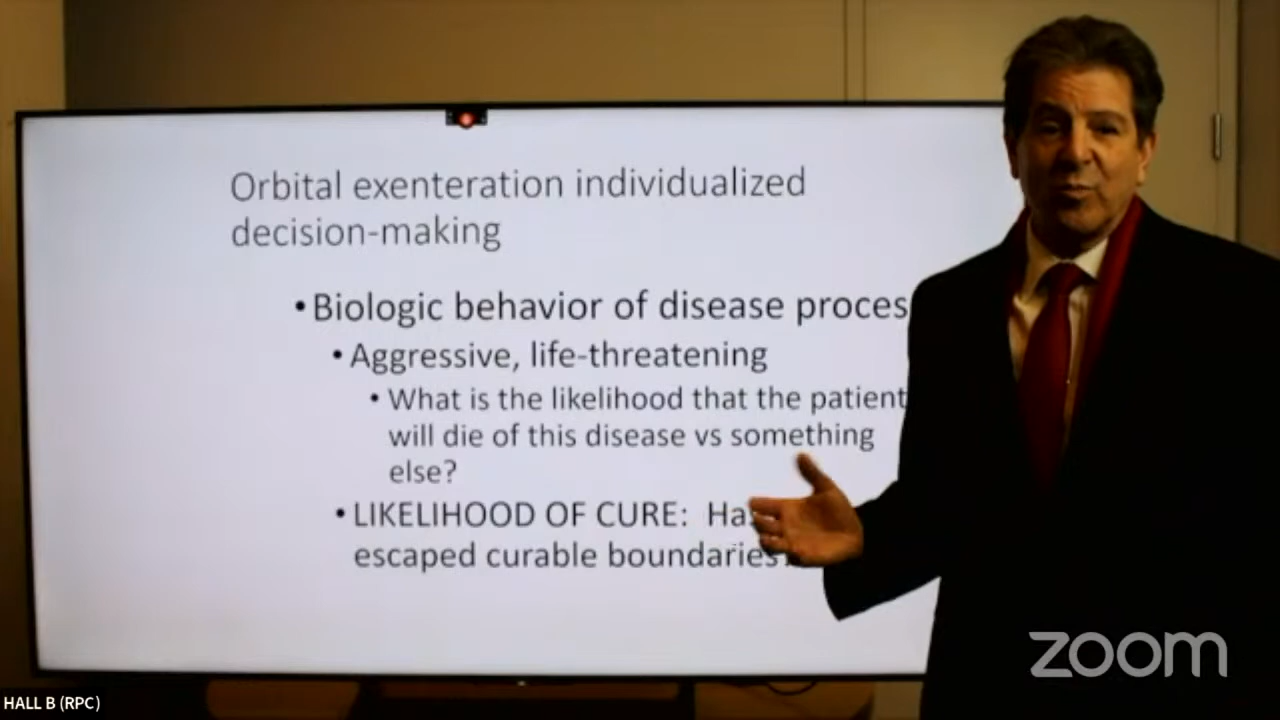 Orbital exenteration individualized
decision-making
• Biologic behavior of disease proces
• Aggressive, life-threatening
• What is the likelihood that the patient
will die of this disease vs something
else?
• LIKELIHOOD OF CURE: Has
escaped curable boundaries?
zoom
HALL B (RPC)